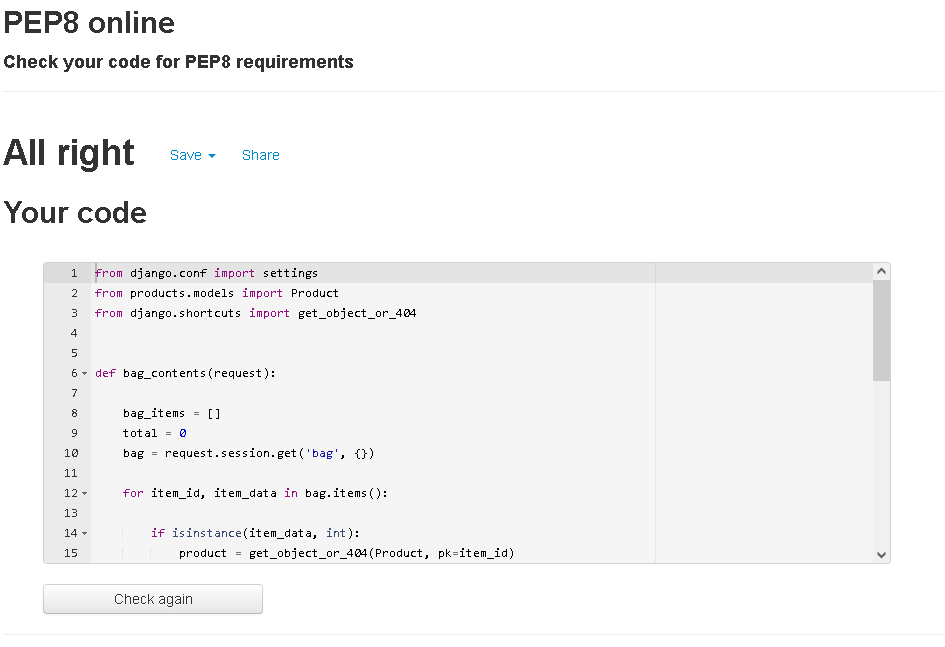 PEP8 online
Check your code for PEP8 requirements
All right Save Share
Your code
1 from django.conf import settings
2 from products.models import Product
3 from django.shortcuts import get_object_or_404
4
5
6 def bag_contents(request):
7
8 bag_items = []
9 total = 0
10 bag = request.session.get('bag', {})
11
12 for item_id, item_data in bag.items():
13
14 if isinstance(item_data, int):
15 product = get_object_or_404(Product, pk=item_id)
Check again